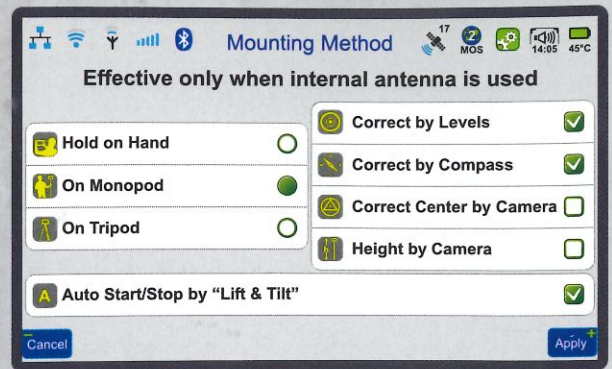 Mounting Method
17
2
MOS
14:05
45°C
Effective only when internal antenna is used
Hold on Hand
On Monopod
On Tripod
Correct by Levels
Correct by Compass
Correct Center by Camera
Height by Camera
A
Auto Start/Stop by “Lift & Tilt”
Cancel
Apply